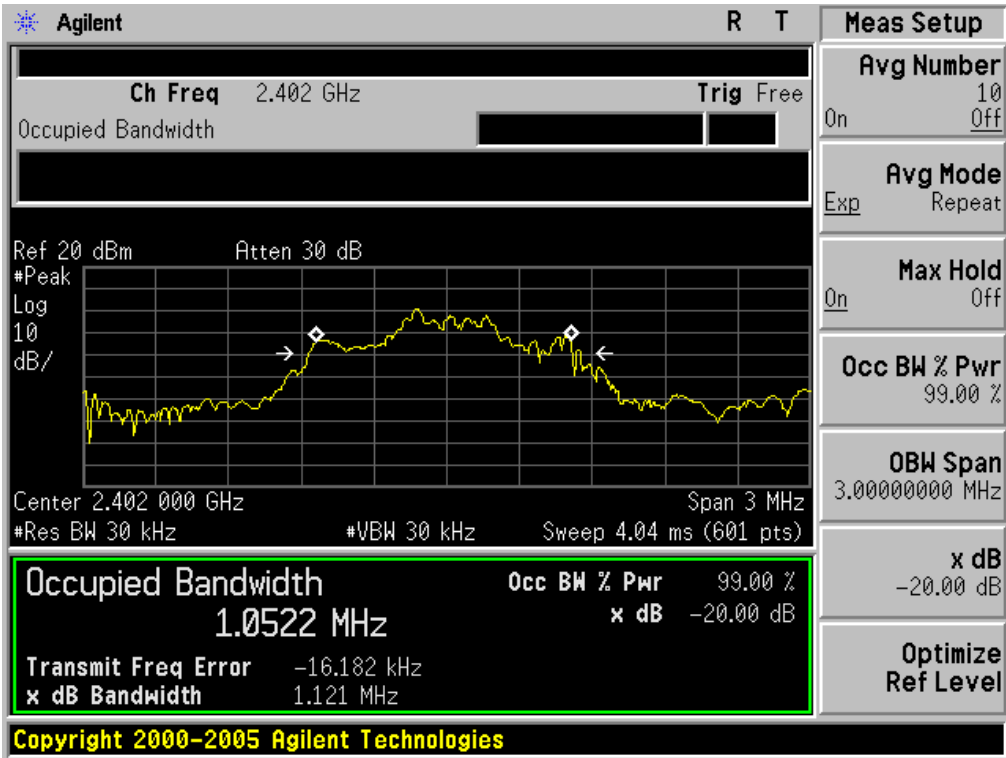 Agilent R T
Ch Freq 2.402 GHz Trig Free
Occupied Bandwidth
Ref 20 dBm Atten 30 dB
#Peak
Log
10
dB/
Center 2.402 000 GHz Span 3 MHz
#Res BW 30 kHz #VBW 30 kHz Sweep 4.04 ms (601 pts)
Occupied Bandwidth Occ BW % Pwr 99.00 %
1.0522 MHz x dB -20.00 dB
Transmit Freq Error -16.182 kHz
x dB Bandwidth 1.121 MHz
Copyright 2000-2005 Agilent Technologies
Meas Setup
Avg Number
10
On Off
Avg Mode
Exp Repeat
Max Hold
On Off
Occ BW % Pwr
99.00 %
OBW Span
3.00000000 MHz
x dB
-20.00 dB
Optimize
Ref Level